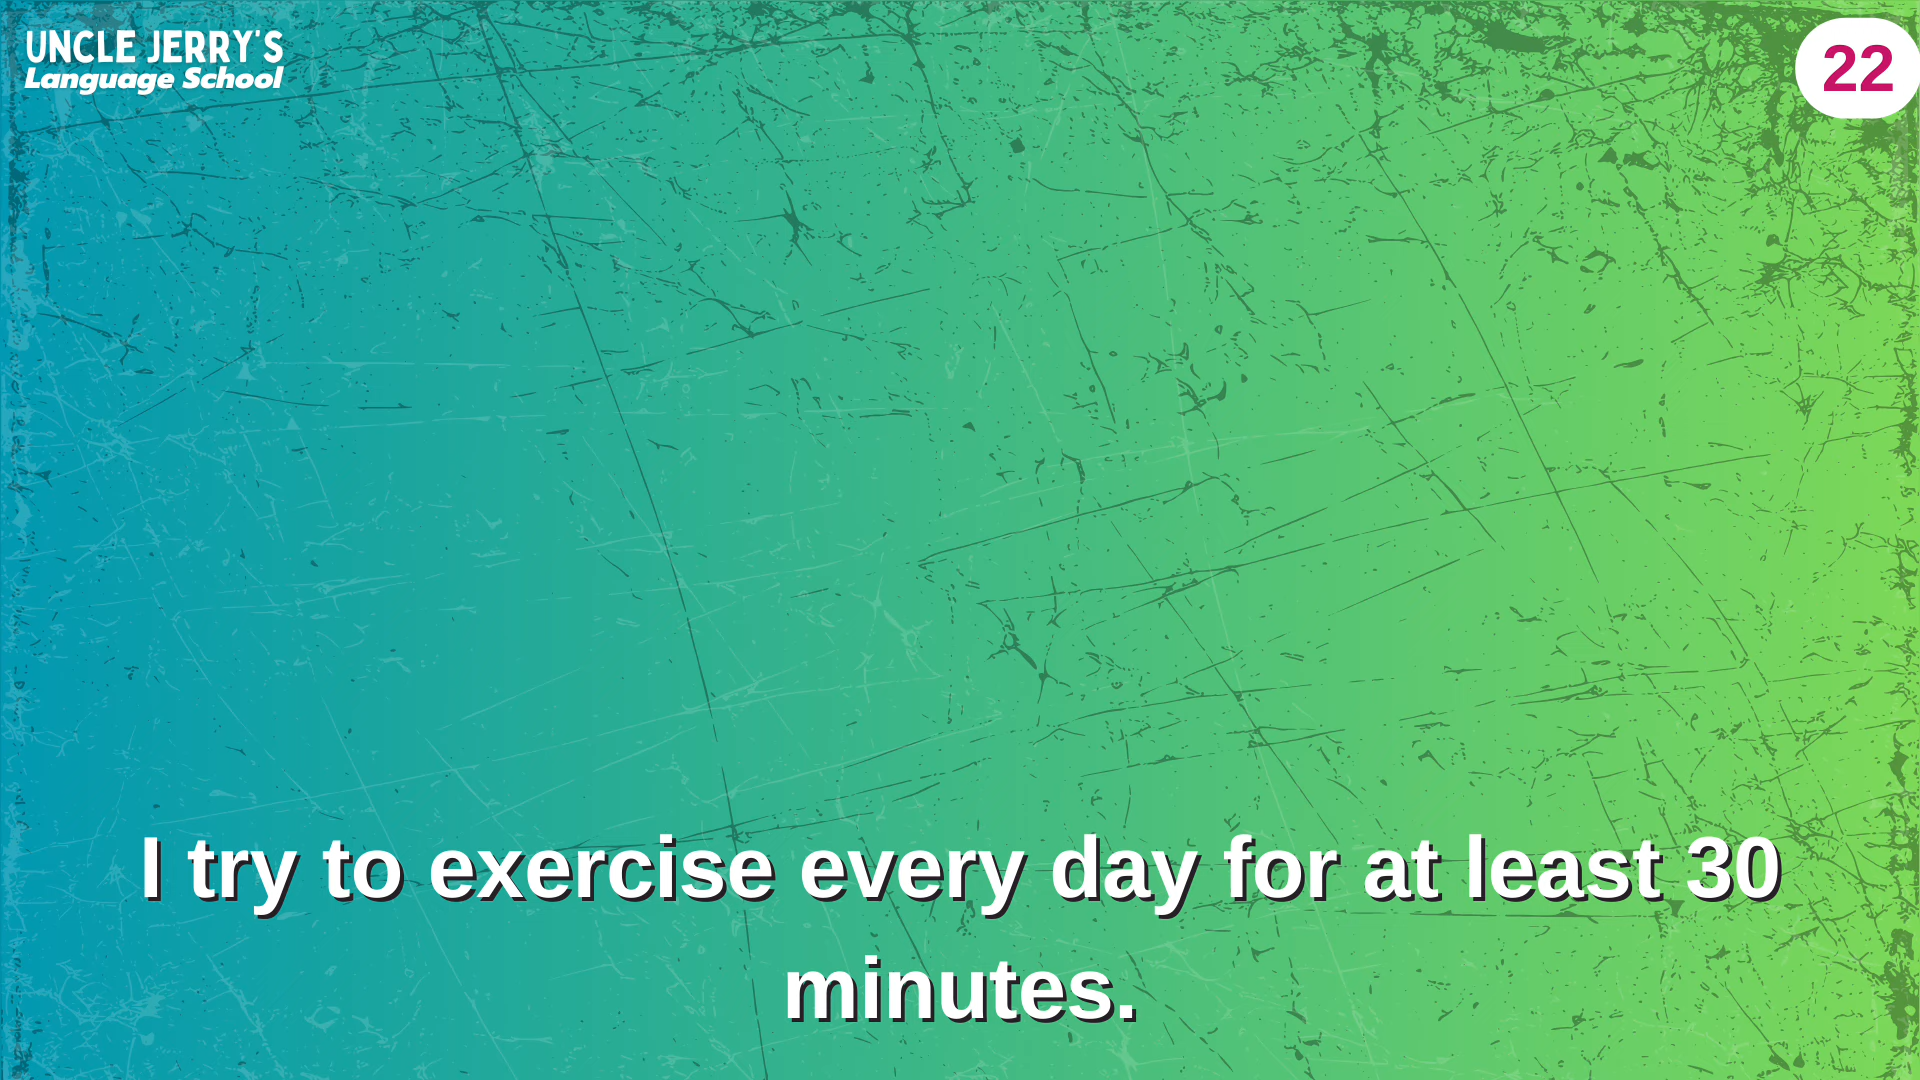 UNCLE JERRY'S
Language School
22
I try to exercise every day for at least 30
minutes.